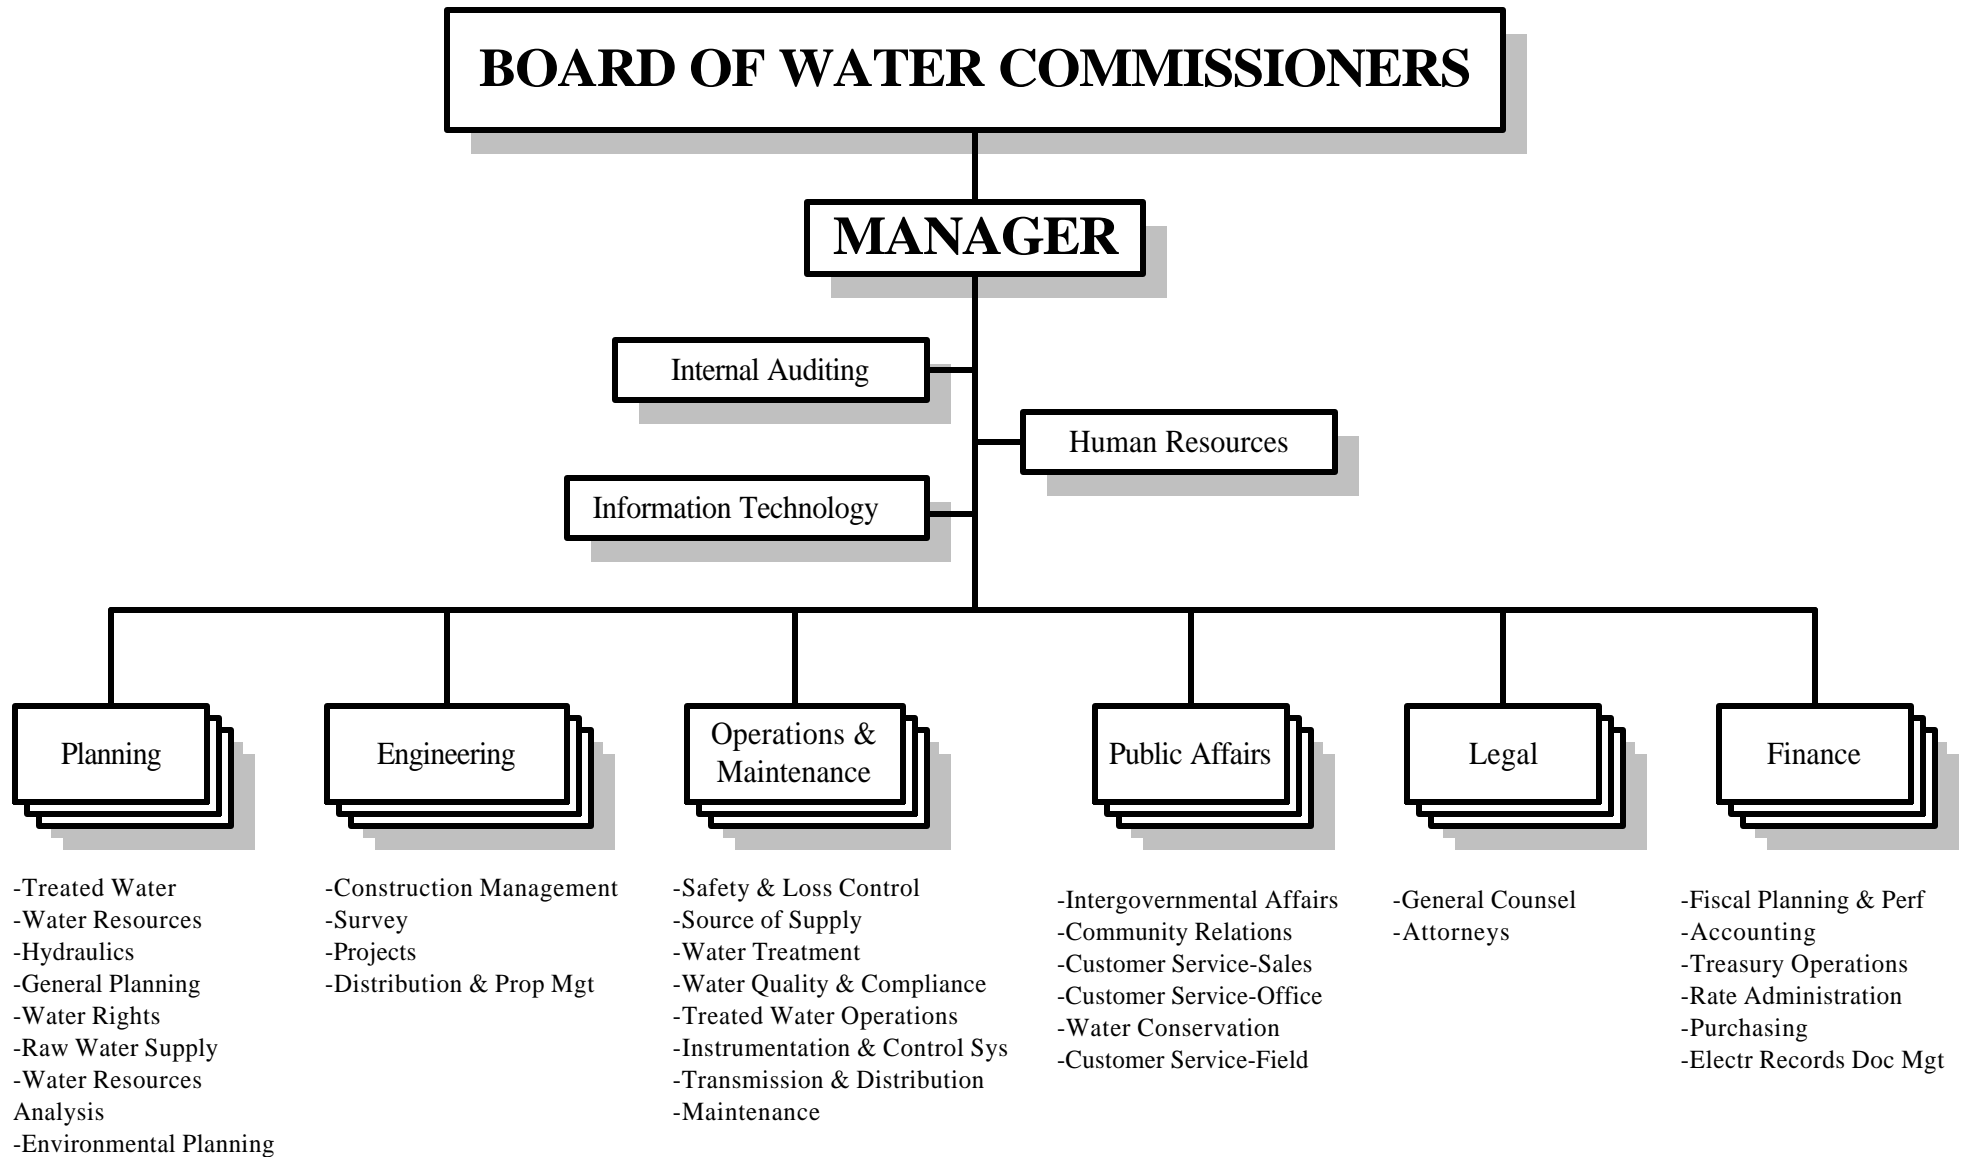 BOARD OF WATER COMMISSIONERS
MANAGER
Internal Auditing
Human Resources
Information Technology
Planning
Engineering
Operations &
Maintenance
Public Affairs
Legal
Finance
-Treated Water
-Water Resources
-Hydraulics
-General Planning
-Water Rights
-Raw Water Supply
-Water Resources
Analysis
-Environmental Planning
-Construction Management
-Survey
-Projects
-Distribution & Prop Mgt
-Safety & Loss Control
-Source of Supply
-Water Treatment
-Water Quality & Compliance
-Treated Water Operations
-Instrumentation & Control Sys
-Transmission & Distribution
-Maintenance
-Intergovernmental Affairs
-Community Relations
-Customer Service-Sales
-Customer Service-Office
-Water Conservation
-Customer Service-Field
-General Counsel
-Attorneys
-Fiscal Planning & Perf
-Accounting
-Treasury Operations
-Rate Administration
-Purchasing
-Electr Records Doc Mgt